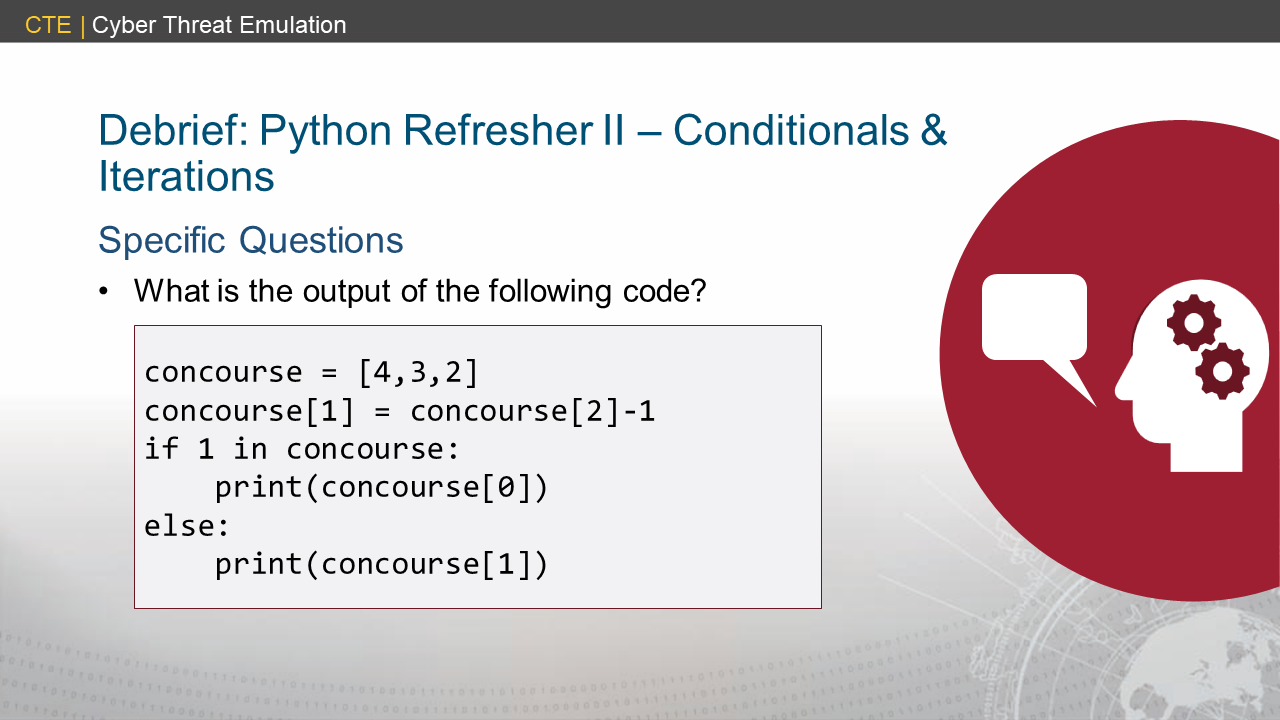 CTE | Cyber Threat Emulation
Debrief: Python Refresher II – Conditionals &
Iterations
Specific Questions
• What is the output of the following code?
concourse = [4,3,2]
concourse[1] = concourse[2]-1
if 1 in concourse:
    print(concourse[0])
else:
    print(concourse[1])